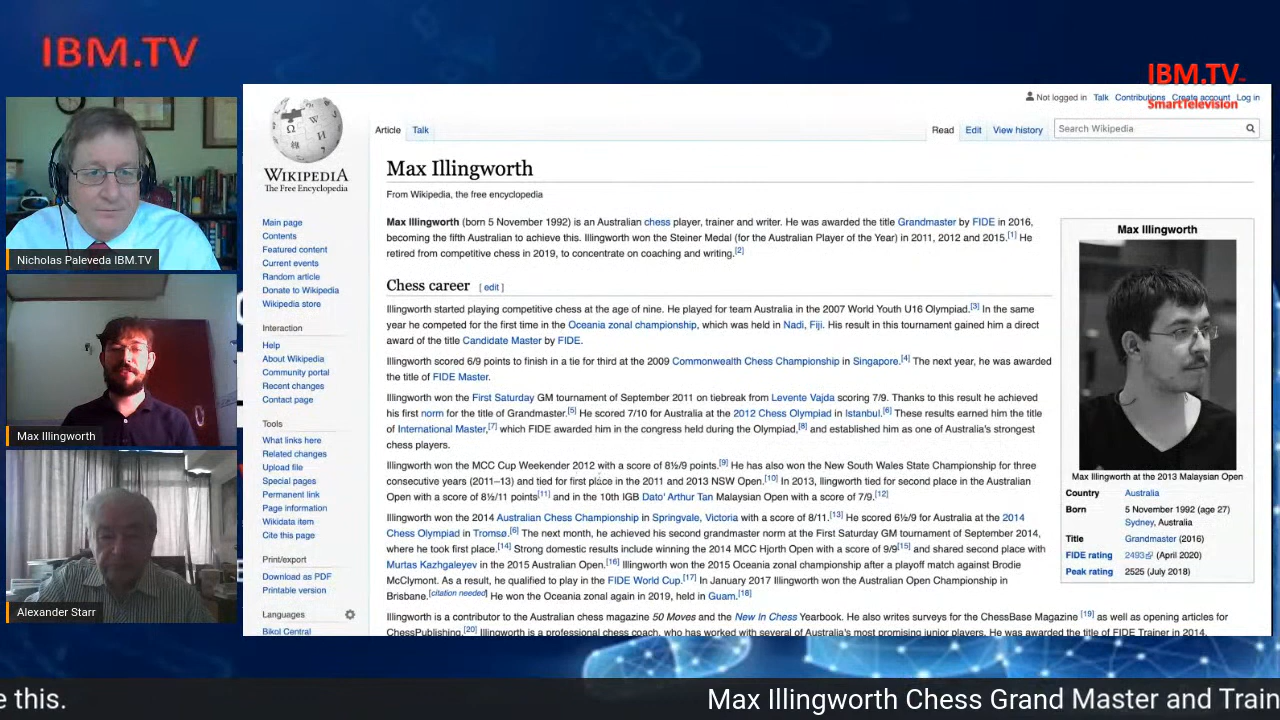 IBM.TV
IBM.TV
SmartTelevision
Nicholas Paleveda IBM.TV
Max Illingworth
Alexander Starr
WIKIPEDIA
The Free Encyclopedia
Main page
Contents
Featured content
Current events
Random article
Donate to Wikipedia
Wikipedia store
Interaction
Help
About Wikipedia
Community portal
Recent changes
Contact page
Tools
What links here
Related changes
Upload file
Special pages
Permanent link
Page information
Wikidata item
Cite this page
Print/export
Download as PDF
Printable version
Languages
Bikol Central
Not logged in Talk Contributions Create account Log in
Article Talk
Read Edit View history Search Wikipedia
Max Illingworth
From Wikipedia, the free encyclopedia
Max Illingworth (born 5 November 1992) is an Australian chess player, trainer and writer. He was awarded the title Grandmaster by FIDE in 2016,
becoming the fifth Australian to achieve this. Illingworth won the Steiner Medal (for the Australian Player of the Year) in 2011, 2012 and 2015.[1] He
retired from competitive chess in 2019, to concentrate on coaching and writing.[2]
Chess career [ edit ]
Illingworth started playing competitive chess at the age of nine. He played for team Australia in the 2007 World Youth U16 Olympiad.[3] In the same
year he competed for the first time in the Oceania zonal championship, which was held in Nadi, Fiji. His result in this tournament gained him a direct
award of the title Candidate Master by FIDE.
Illingworth scored 6/9 points to finish in a tie for third at the 2009 Commonwealth Chess Championship in Singapore.[4] The next year, he was awarded
the title of FIDE Master.
Illingworth won the First Saturday GM tournament of September 2011 on tiebreak from Levente Vajda scoring 7/9. Thanks to this result he achieved
his first norm for the title of Grandmaster.[5] He scored 7/10 for Australia at the 2012 Chess Olympiad in Istanbul.[6] These results earned him the title
of International Master,[7] which FIDE awarded him in the congress held during the Olympiad,[8] and established him as one of Australia's strongest
chess players.
Illingworth won the MCC Cup Weekender 2012 with a score of 8½/9 points.[9] He has also won the New South Wales State Championship for three
consecutive years (2011–13) and tied for first place in the 2011 and 2013 NSW Open.[10] In 2013, Illingworth tied for second place in the Australian
Open with a score of 8½/11 points[11] and in the 10th IGB Dato' Arthur Tan Malaysian Open with a score of 7/9.[12]
Illingworth won the 2014 Australian Chess Championship in Springvale, Victoria with a score of 8/11.[13] He scored 6½/9 for Australia at the 2014
Chess Olympiad in Tromsø.[6] The next month, he achieved his second grandmaster norm at the First Saturday GM tournament of September 2014,
where he took first place.[14] Strong domestic results include winning the 2014 MCC Hjorth Open with a score of 9/9[15] and shared second place with
Murtas Kazhgaleyev in the 2015 Australian Open.[16] Illingworth won the 2015 Oceania zonal championship after a playoff match against Brodie
McClymont. As a result, he qualified to play in the FIDE World Cup.[17] In January 2017 Illingworth won the Australian Open Championship in
Brisbane.[citation needed] He won the Oceania zonal again in 2019, held in Guam.[18]
Illingworth is a contributor to the Australian chess magazine 50 Moves and the New In Chess Yearbook. He also writes surveys for the ChessBase Magazine [19] as well as opening articles for
ChessPublishing.[20] Illingworth is a professional chess coach, who has worked with several of Australia's most promising junior players. He was awarded the title of FIDE Trainer in 2014.
Max Illingworth
Max Illingworth at the 2013 Malaysian Open
Country Australia
Born 5 November 1992 (age 27)
Sydney, Australia
Title Grandmaster (2016)
FIDE rating 2493 (April 2020)
Peak rating 2525 (July 2018)
e this. Max Illingworth Chess Grand Master and Train